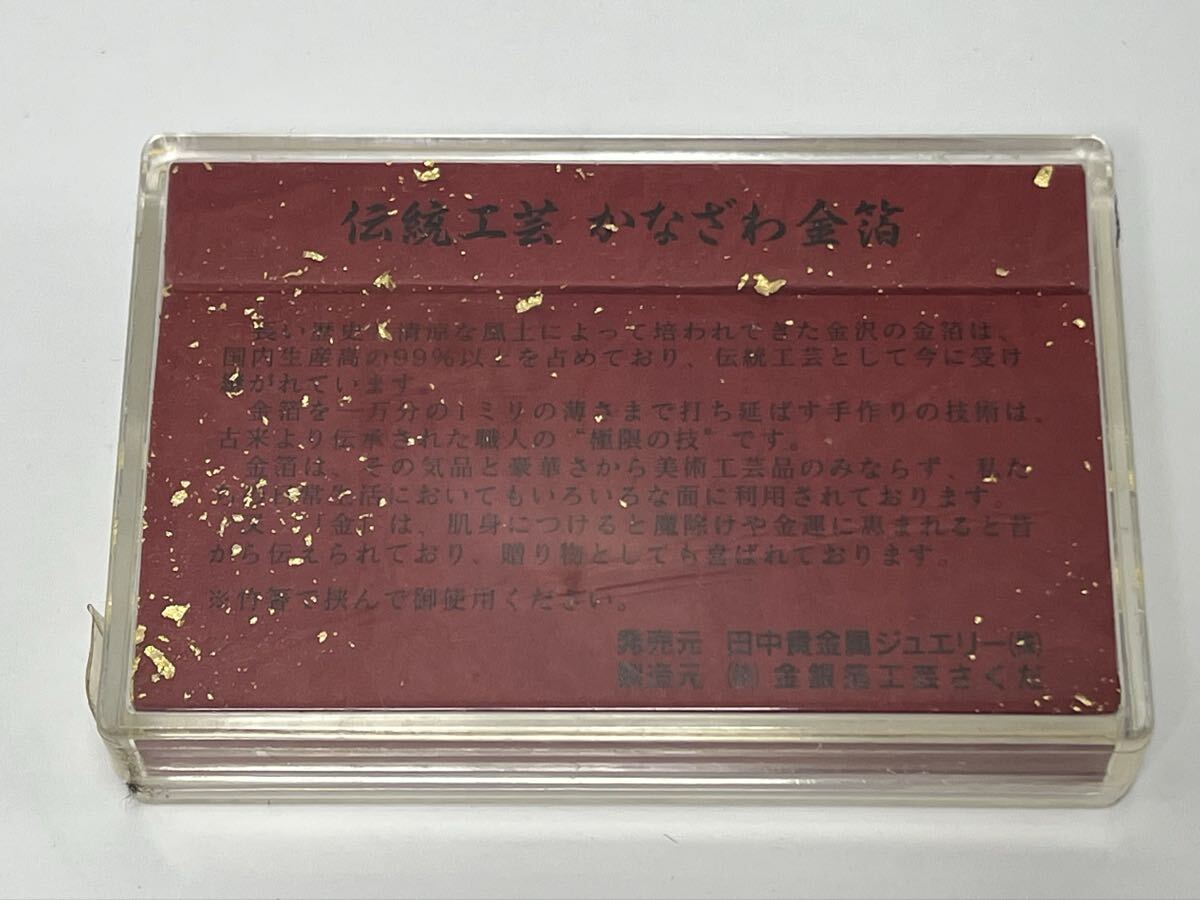 伝統工芸 かなざわ金箔
長い歴史と清涼な風土によって培われてきた金沢の金箔は、
国内生産高の99%以上を占めており、伝統工芸として今に受け
継がれています。
金箔を一万分の1ミリの薄さまで打ち延ばす手作りの技術は、
古来より伝承された職人の“極限の技”です。
金箔は、その気品と豪華さから美術工芸品のみならず、私た
日常生活においてもいろいろな面に利用されております。
又、「金」は、肌身につけると魔除けや金運に恵まれると昔
から伝えられており、贈り物としても喜ばれております。
※竹箸で挟んで御使用ください。
発売元 田中貴金属ジュエリー(株)
製造元 (株)金銀箔工芸さくだ